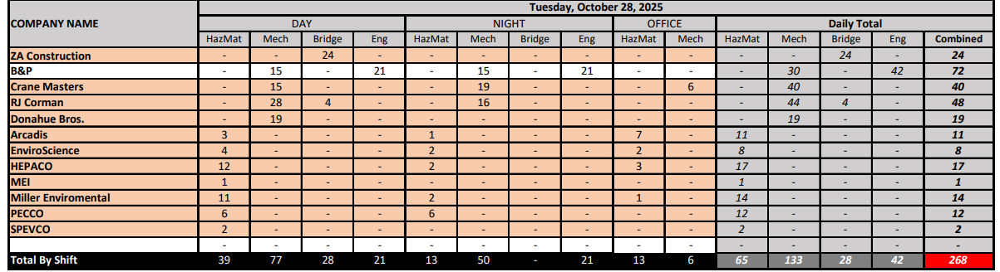 Tuesday, October 28, 2025
COMPANY NAME DAY NIGHT OFFICE Daily Total
HazMat Mech Bridge Eng HazMat Mech Bridge Eng HazMat Mech HazMat Mech Bridge Eng Combined
ZA Construction - - 24 - - - - - - - - - 24 - 24
B&P - 15 - 21 - 15 - 21 - - - 30 - 42 72
Crane Masters - 15 - - - 19 - - - 6 - 40 - - 40
RJ Corman - 28 4 - - 16 - - - - - 44 4 - 48
Donahue Bros. - 19 - - - - - - - - - 19 - - 19
Arcadis 3 - - - 1 - - - 7 - 11 - - - 11
EnviroScience 4 - - - 2 - - - 2 - 8 - - - 8
HEPACO 12 - - - 2 - - - 3 - 17 - - - 17
MEI 1 - - - - - - - - - 1 - - - 1
Miller Enviromental 11 - - - 2 - - - 1 - 14 - - - 14
PECCO 6 - - - 6 - - - - - 12 - - - 12
SPEVCO 2 - - - - - - - - - 2 - - - 2
- - - - - - - - - - - - - - -
Total By Shift 39 77 28 21 13 50 - 21 13 6 65 133 28 42 268